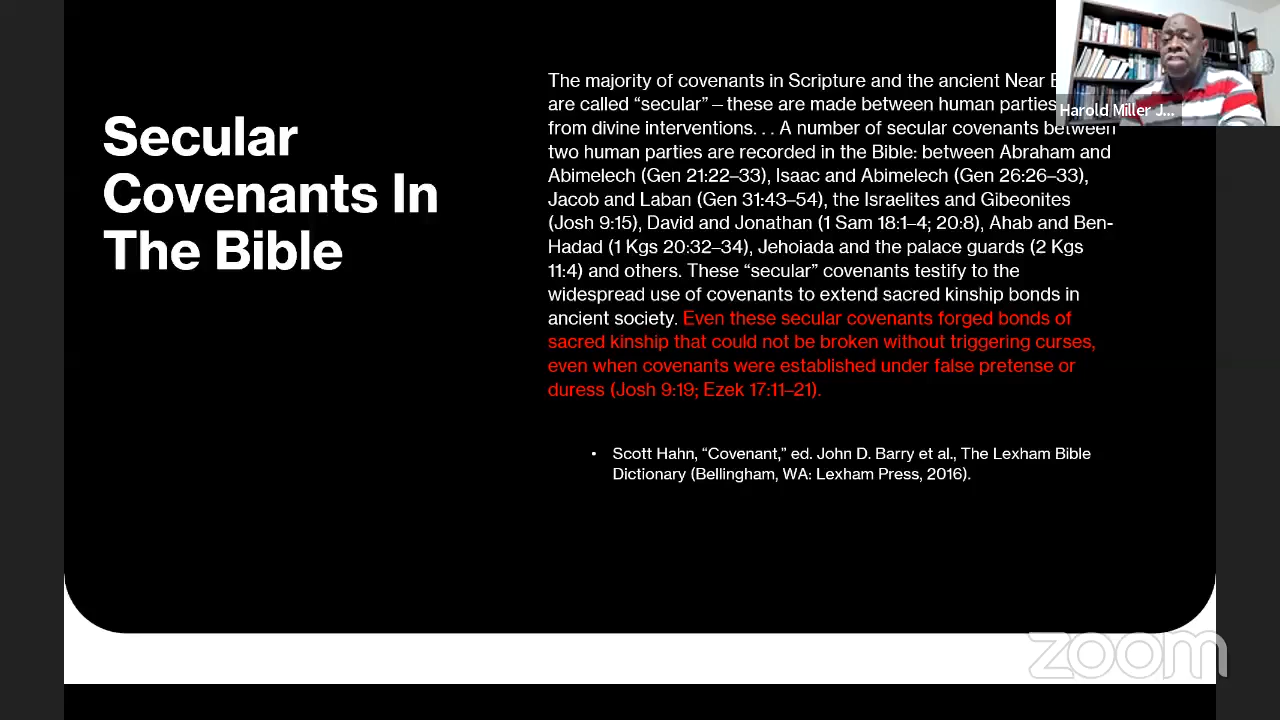 Secular
Covenants In
The Bible
The majority of covenants in Scripture and the ancient Near
are called “secular” – these are made between human parties
from divine interventions. . . A number of secular covenants between
two human parties are recorded in the Bible: between Abraham and
Abimelech (Gen 21:22–33), Isaac and Abimelech (Gen 26:26–33),
Jacob and Laban (Gen 31:43–54), the Israelites and Gibeonites
(Josh 9:15), David and Jonathan (1 Sam 18:1–4; 20:8), Ahab and Ben-
Hadad (1 Kgs 20:32–34), Jehoiada and the palace guards (2 Kgs
11:4) and others. These “secular” covenants testify to the
widespread use of covenants to extend sacred kinship bonds in
ancient society. Even these secular covenants forged bonds of
sacred kinship that could not be broken without triggering curses,
even when covenants were established under false pretense or
duress (Josh 9:19; Ezek 17:11–21).
• Scott Hahn, “Covenant,” ed. John D. Barry et al., The Lexham Bible
Dictionary (Bellingham, WA: Lexham Press, 2016).
Harold Miller J...
zoom